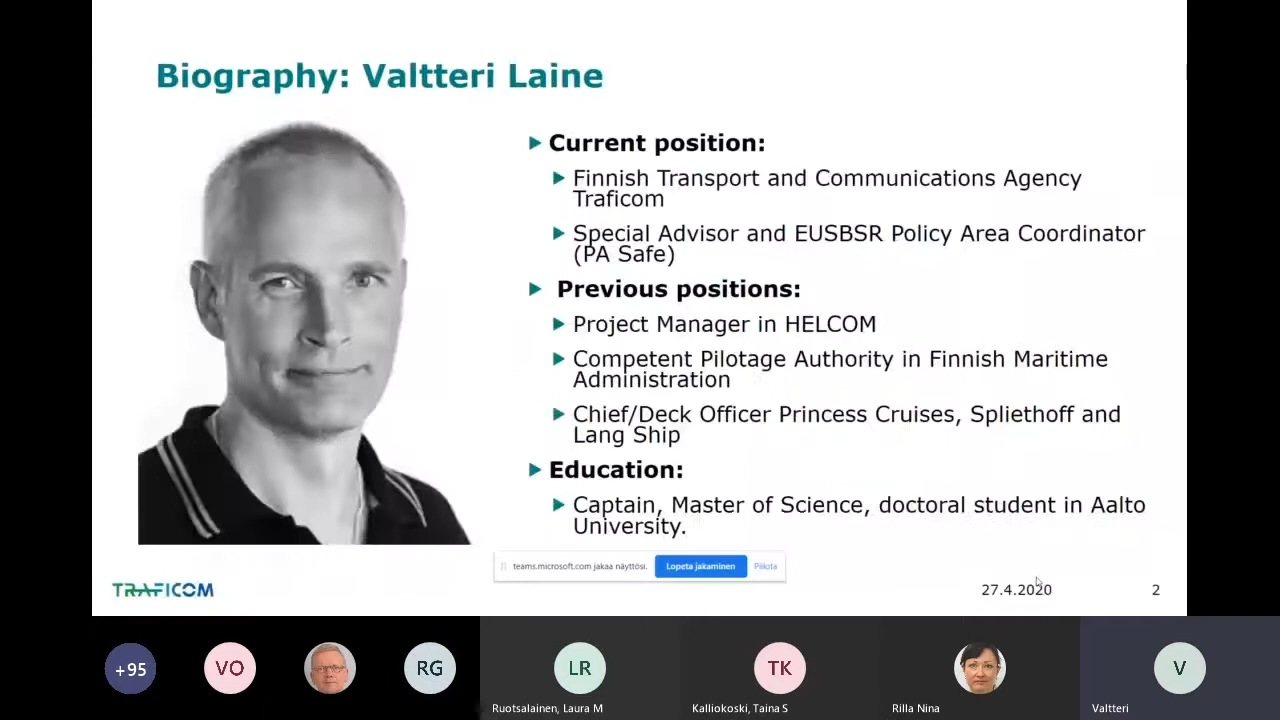 Biography: Valtteri Laine
Current position:
Finnish Transport and Communications Agency
Traficom
Special Advisor and EUSBSR Policy Area Coordinator
(PA Safe)
Previous positions:
Project Manager in HELCOM
Competent Pilotage Authority in Finnish Maritime
Administration
Chief/Deck Officer Princess Cruises, Spliethoff and
Lang Ship
Education:
Captain, Master of Science, doctoral student in Aalto
University.
teams.microsoft.com jakaa näyttösi. Lopeta jakaminen Piilota
TRAFICOM 27.4.2020 2
+95 VO RG LR TK V
Ruotsalainen, Laura M Kalliokoski, Taina S Rilla Nina Valtteri